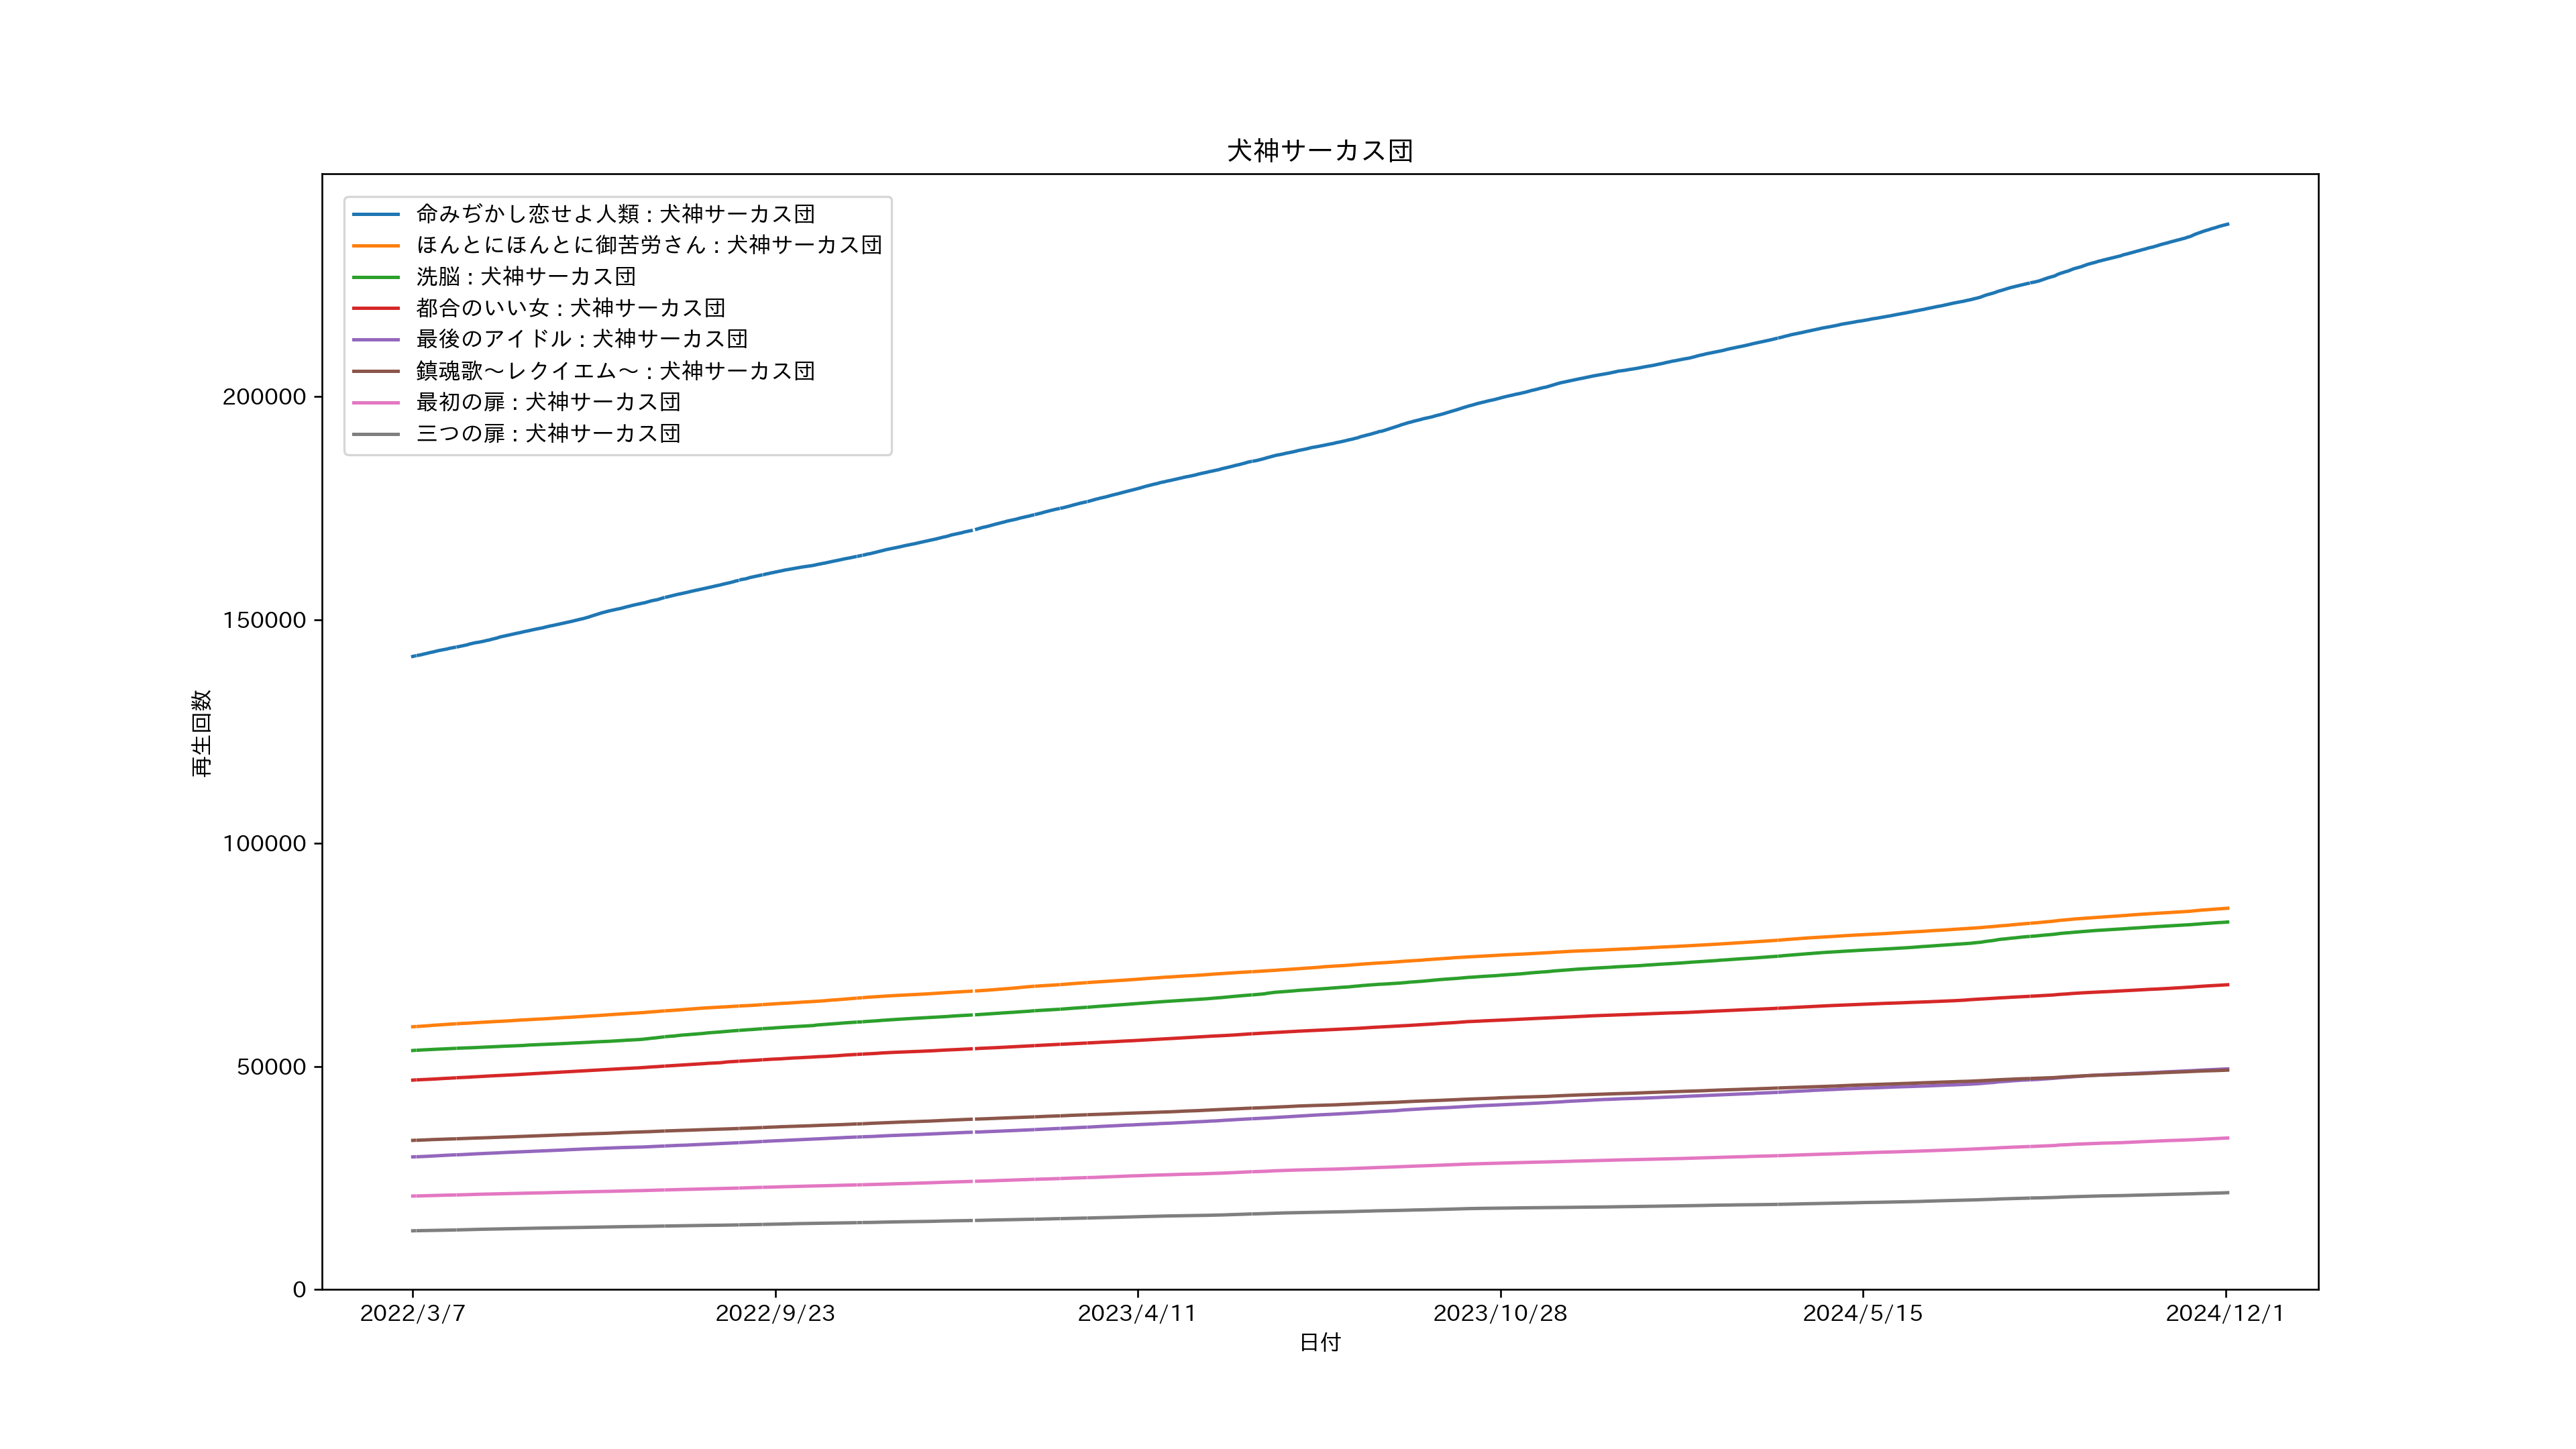 犬神サーカス団
命みぢかし恋せよ人類 : 犬神サーカス団
ほんとにほんとに御苦労さん : 犬神サーカス団
洗脳 : 犬神サーカス団
都合のいい女 : 犬神サーカス団
最後のアイドル : 犬神サーカス団
鎮魂歌〜レクイエム〜 : 犬神サーカス団
最初の扉 : 犬神サーカス団
三つの扉 : 犬神サーカス団
再生回数
200000
150000
100000
50000
0
2022/3/7
2022/9/23
2023/4/11
2023/10/28
2024/5/15
2024/12/1
日付